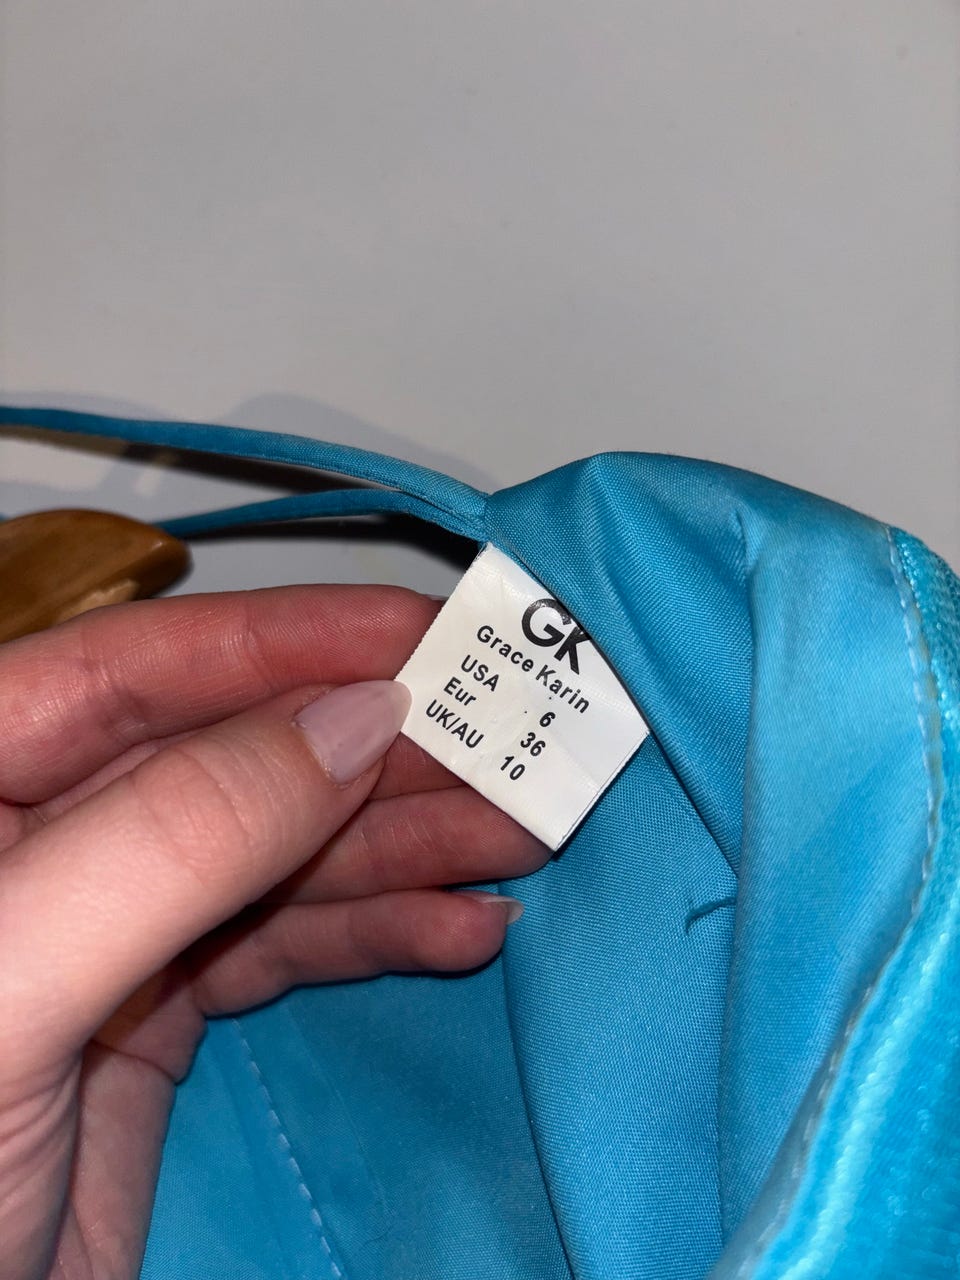 GK
Grace Karin
USA 6
Eur 36
UK/AU 10